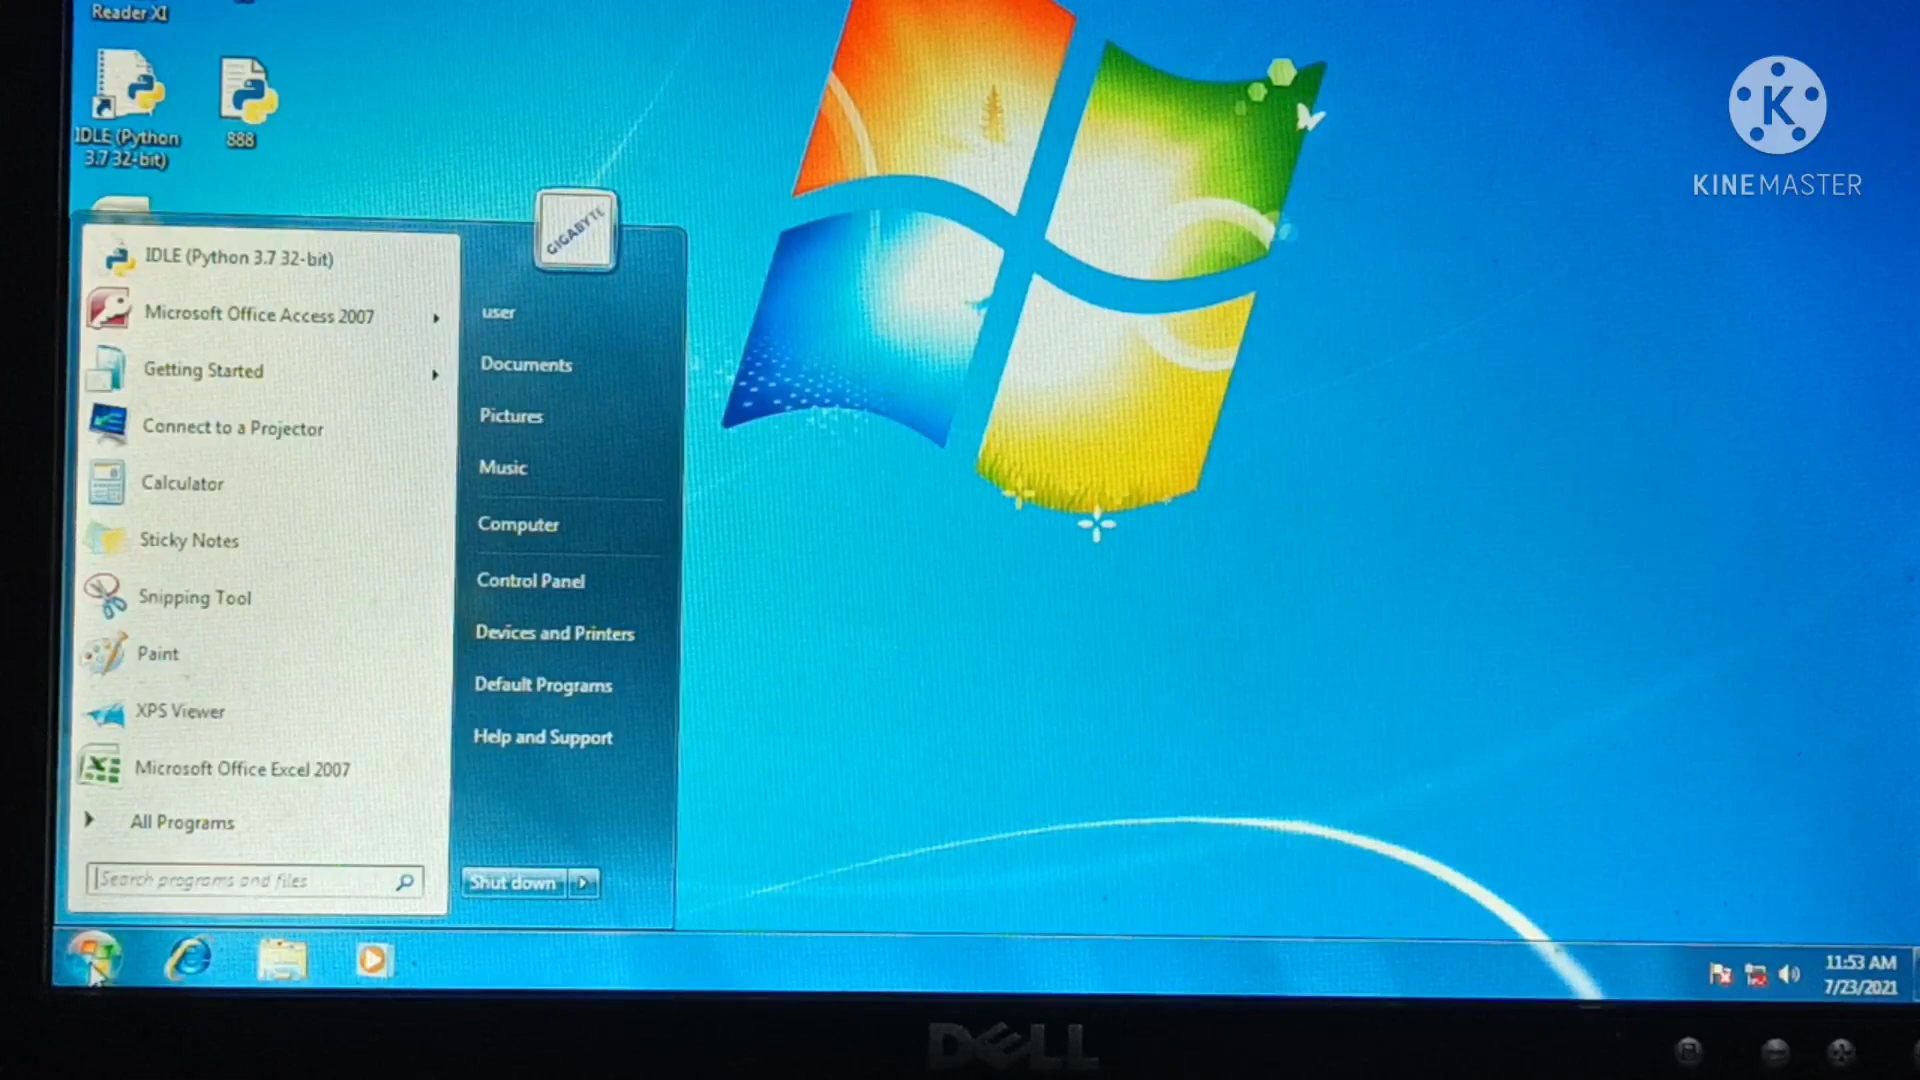 Reader XI
IDLE (Python
3.7 32-bit)
888
KINEMASTER
GIGABYTE
IDLE (Python 3.7 32-bit)
Microsoft Office Access 2007
Getting Started
Connect to a Projector
Calculator
Sticky Notes
Snipping Tool
Paint
XPS Viewer
Microsoft Office Excel 2007
All Programs
Search programs and files
user
Documents
Pictures
Music
Computer
Control Panel
Devices and Printers
Default Programs
Help and Support
Shut down
11:53 AM
7/23/2021
DELL